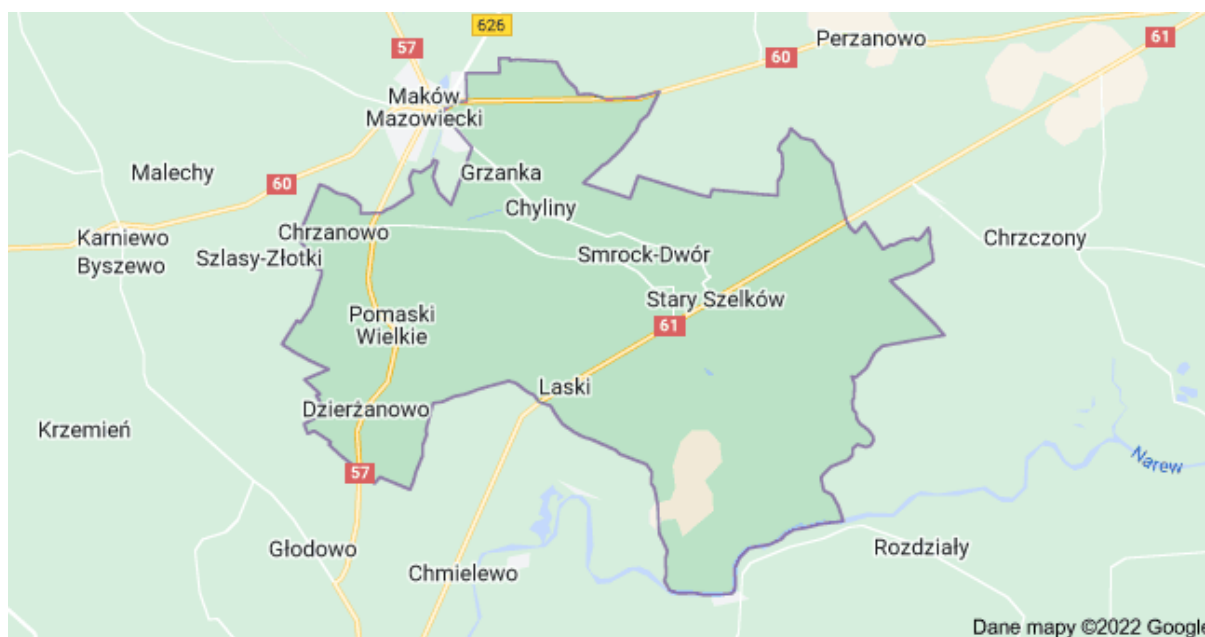 626
57
61
Perzanowo
60
Maków
Mazowiecki
Malechy
Grzanka
60
Chyliny
Chrzanowo
Karniewo
Chrzczony
Szlasy-Złotki
Smrock-Dwór
Byszewo
Stary Szelków
Pomaski
Wielkie
61
Laski
Dzierżanowo
Krzemień
Narew
57
Głodowo
Rozdziały
Chmielewo
Dane mapy ©2022 Google